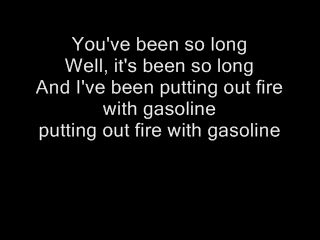 You've been so long
Well, it's been so long
And I've been putting out fire
with gasoline
putting out fire with gasoline